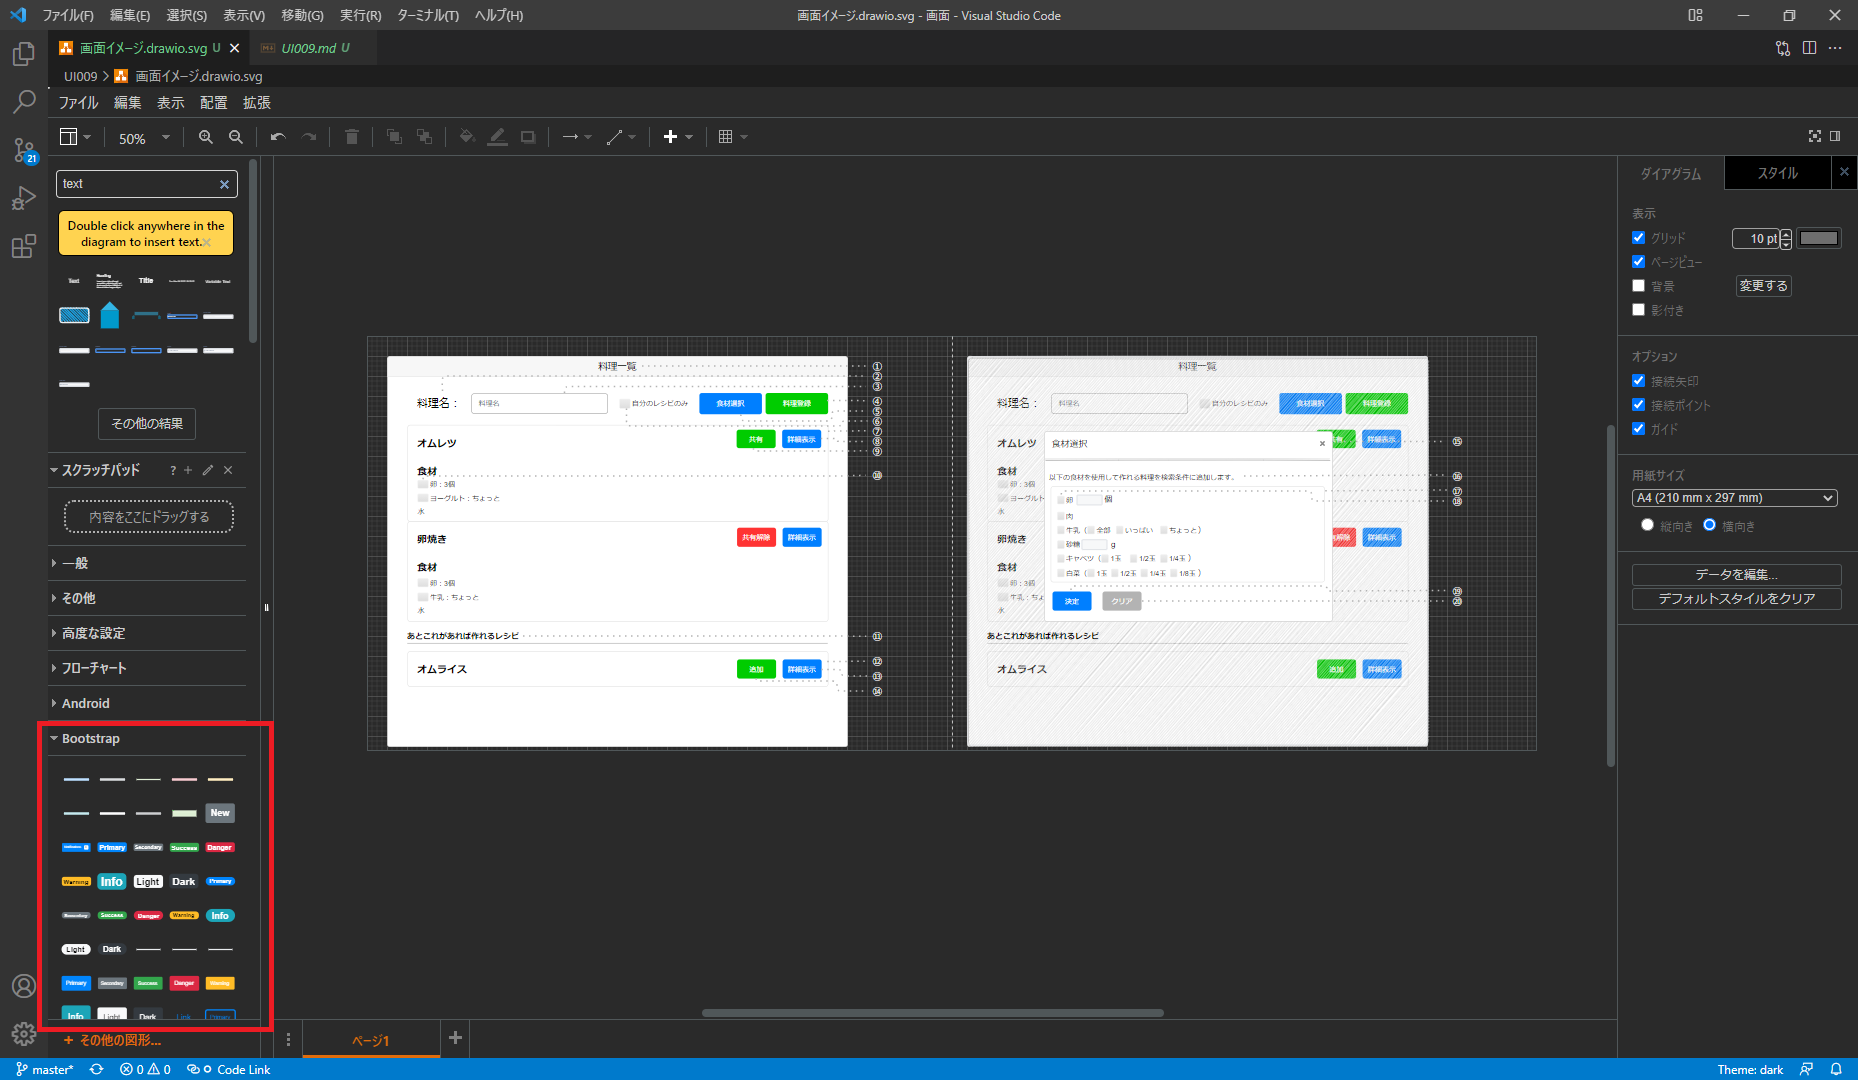 ファイル(F) 編集(E) 選択(S) 表示(V) 移動(G) 実行(R) ターミナル(T) ヘルプ(H)
画面イメージ.drawio.svg - 画面 - Visual Studio Code
画面イメージ.drawio.svg U
UI009.md U
UI009 > 画面イメージ.drawio.svg
ファイル 編集 表示 配置 拡張
50%
21
text
Double click anywhere in the
diagram to insert text.
Text
Heading
Title
その他の結果
スクラッチパッド
?
内容をここにドラッグする
一般
その他
高度な設定
フローチャート
Android
Bootstrap
New
Primary Secondary Success Danger
Warning Info Light Dark Primary
Secondary Success Danger Warning Info
Light Dark
Primary Secondary Success Danger Warning
Info Light Dark Link Primary
+ その他の図形...
料理一覧 ①
②
③
料理名： 料理名 自分のレシピのみ 食材選択 料理登録 ④
⑤
⑥
⑦
オムレツ 共有 詳細表示 ⑧
⑨
食材 ⑩
卵：3個
ヨーグルト：ちょっと
水
卵焼き 共有解除 詳細表示
食材
卵：3個
牛乳：ちょっと
水
あとこれがあれば作れるレシピ ⑪
オムライス 追加 詳細表示 ⑫
⑬
⑭
料理一覧
料理名： 料理名 自分のレシピのみ 食材選択 料理登録
オムレツ 食材選択 × 有 詳細表示 ⑮
食材 以下の食材を使用して作れる料理を検索条件に追加します。 ⑯
卵：3個
⑰
ヨーグルト 卵 個 ⑱
水 肉
牛乳（ 全部 いっぱい ちょっと）
卵焼き 砂糖 g 解除 詳細表示
食材 キャベツ（ 1玉 1/2玉 1/4玉 ）
卵：3個 白菜（ 1玉 1/2玉 1/4玉 1/8玉 ）
⑲
牛乳：ちょ 決定 クリア ⑳
水
あとこれがあれば作れるレシピ
オムライス 追加 詳細表示
ページ1
ダイアグラム スタイル
表示
グリッド 10 pt
ページビュー
背景 変更する
影付き
オプション
接続矢印
接続ポイント
ガイド
用紙サイズ
A4 (210 mm x 297 mm)
縦向き 横向き
データを編集...
デフォルトスタイルをクリア
master* 0 0 Code Link
Theme: dark